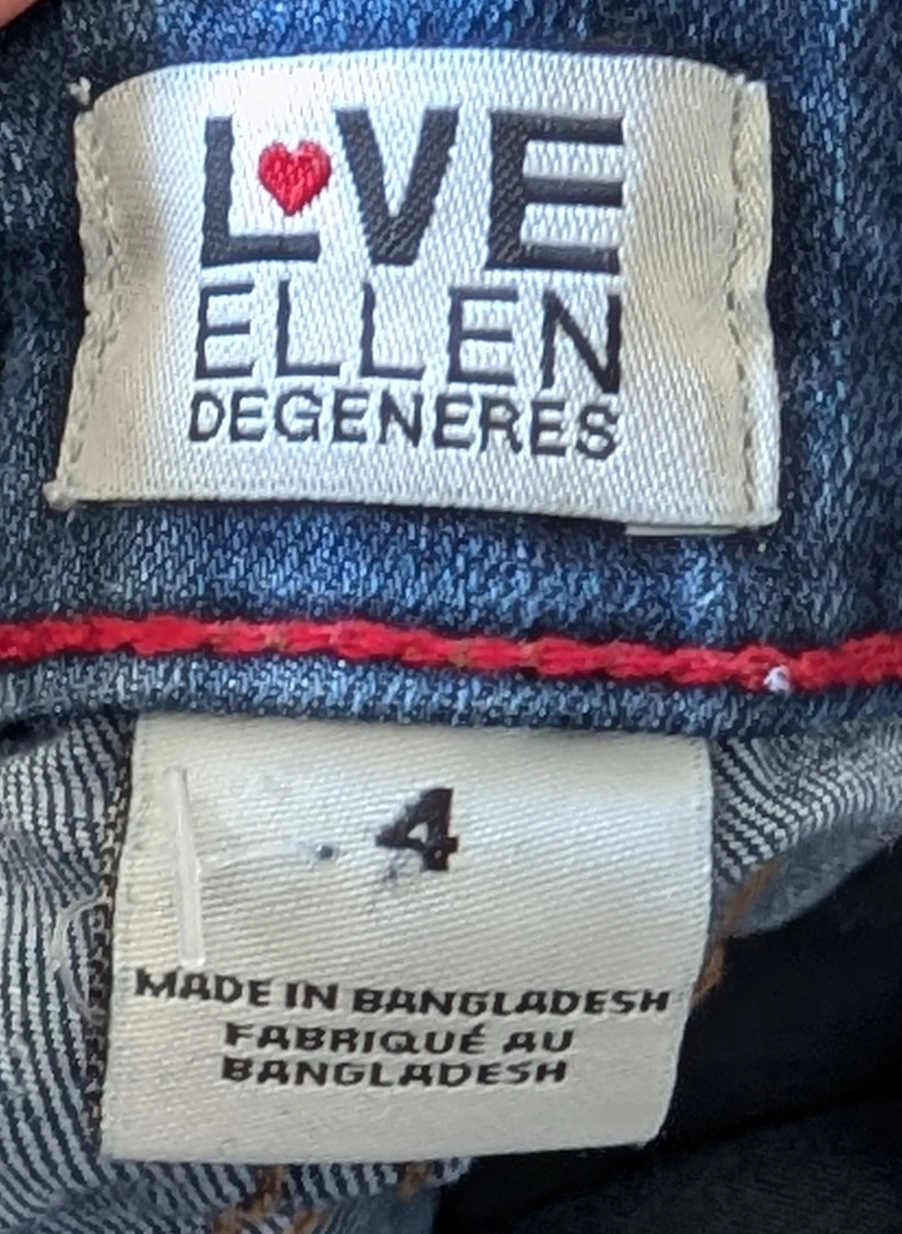 L♥VE
ELLEN
DEGENERES
4
MADE IN BANGLADESH
FABRIQUÉ AU
BANGLADESH